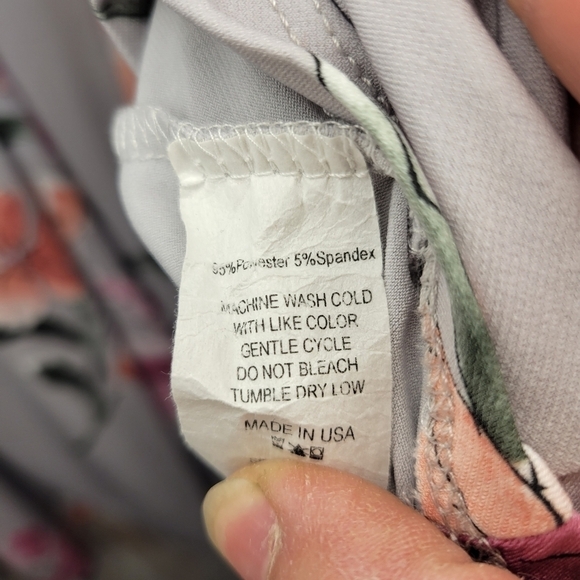 95%Polyester 5%Spandex
MACHINE WASH COLD
WITH LIKE COLOR
GENTLE CYCLE
DO NOT BLEACH
TUMBLE DRY LOW
MADE IN USA